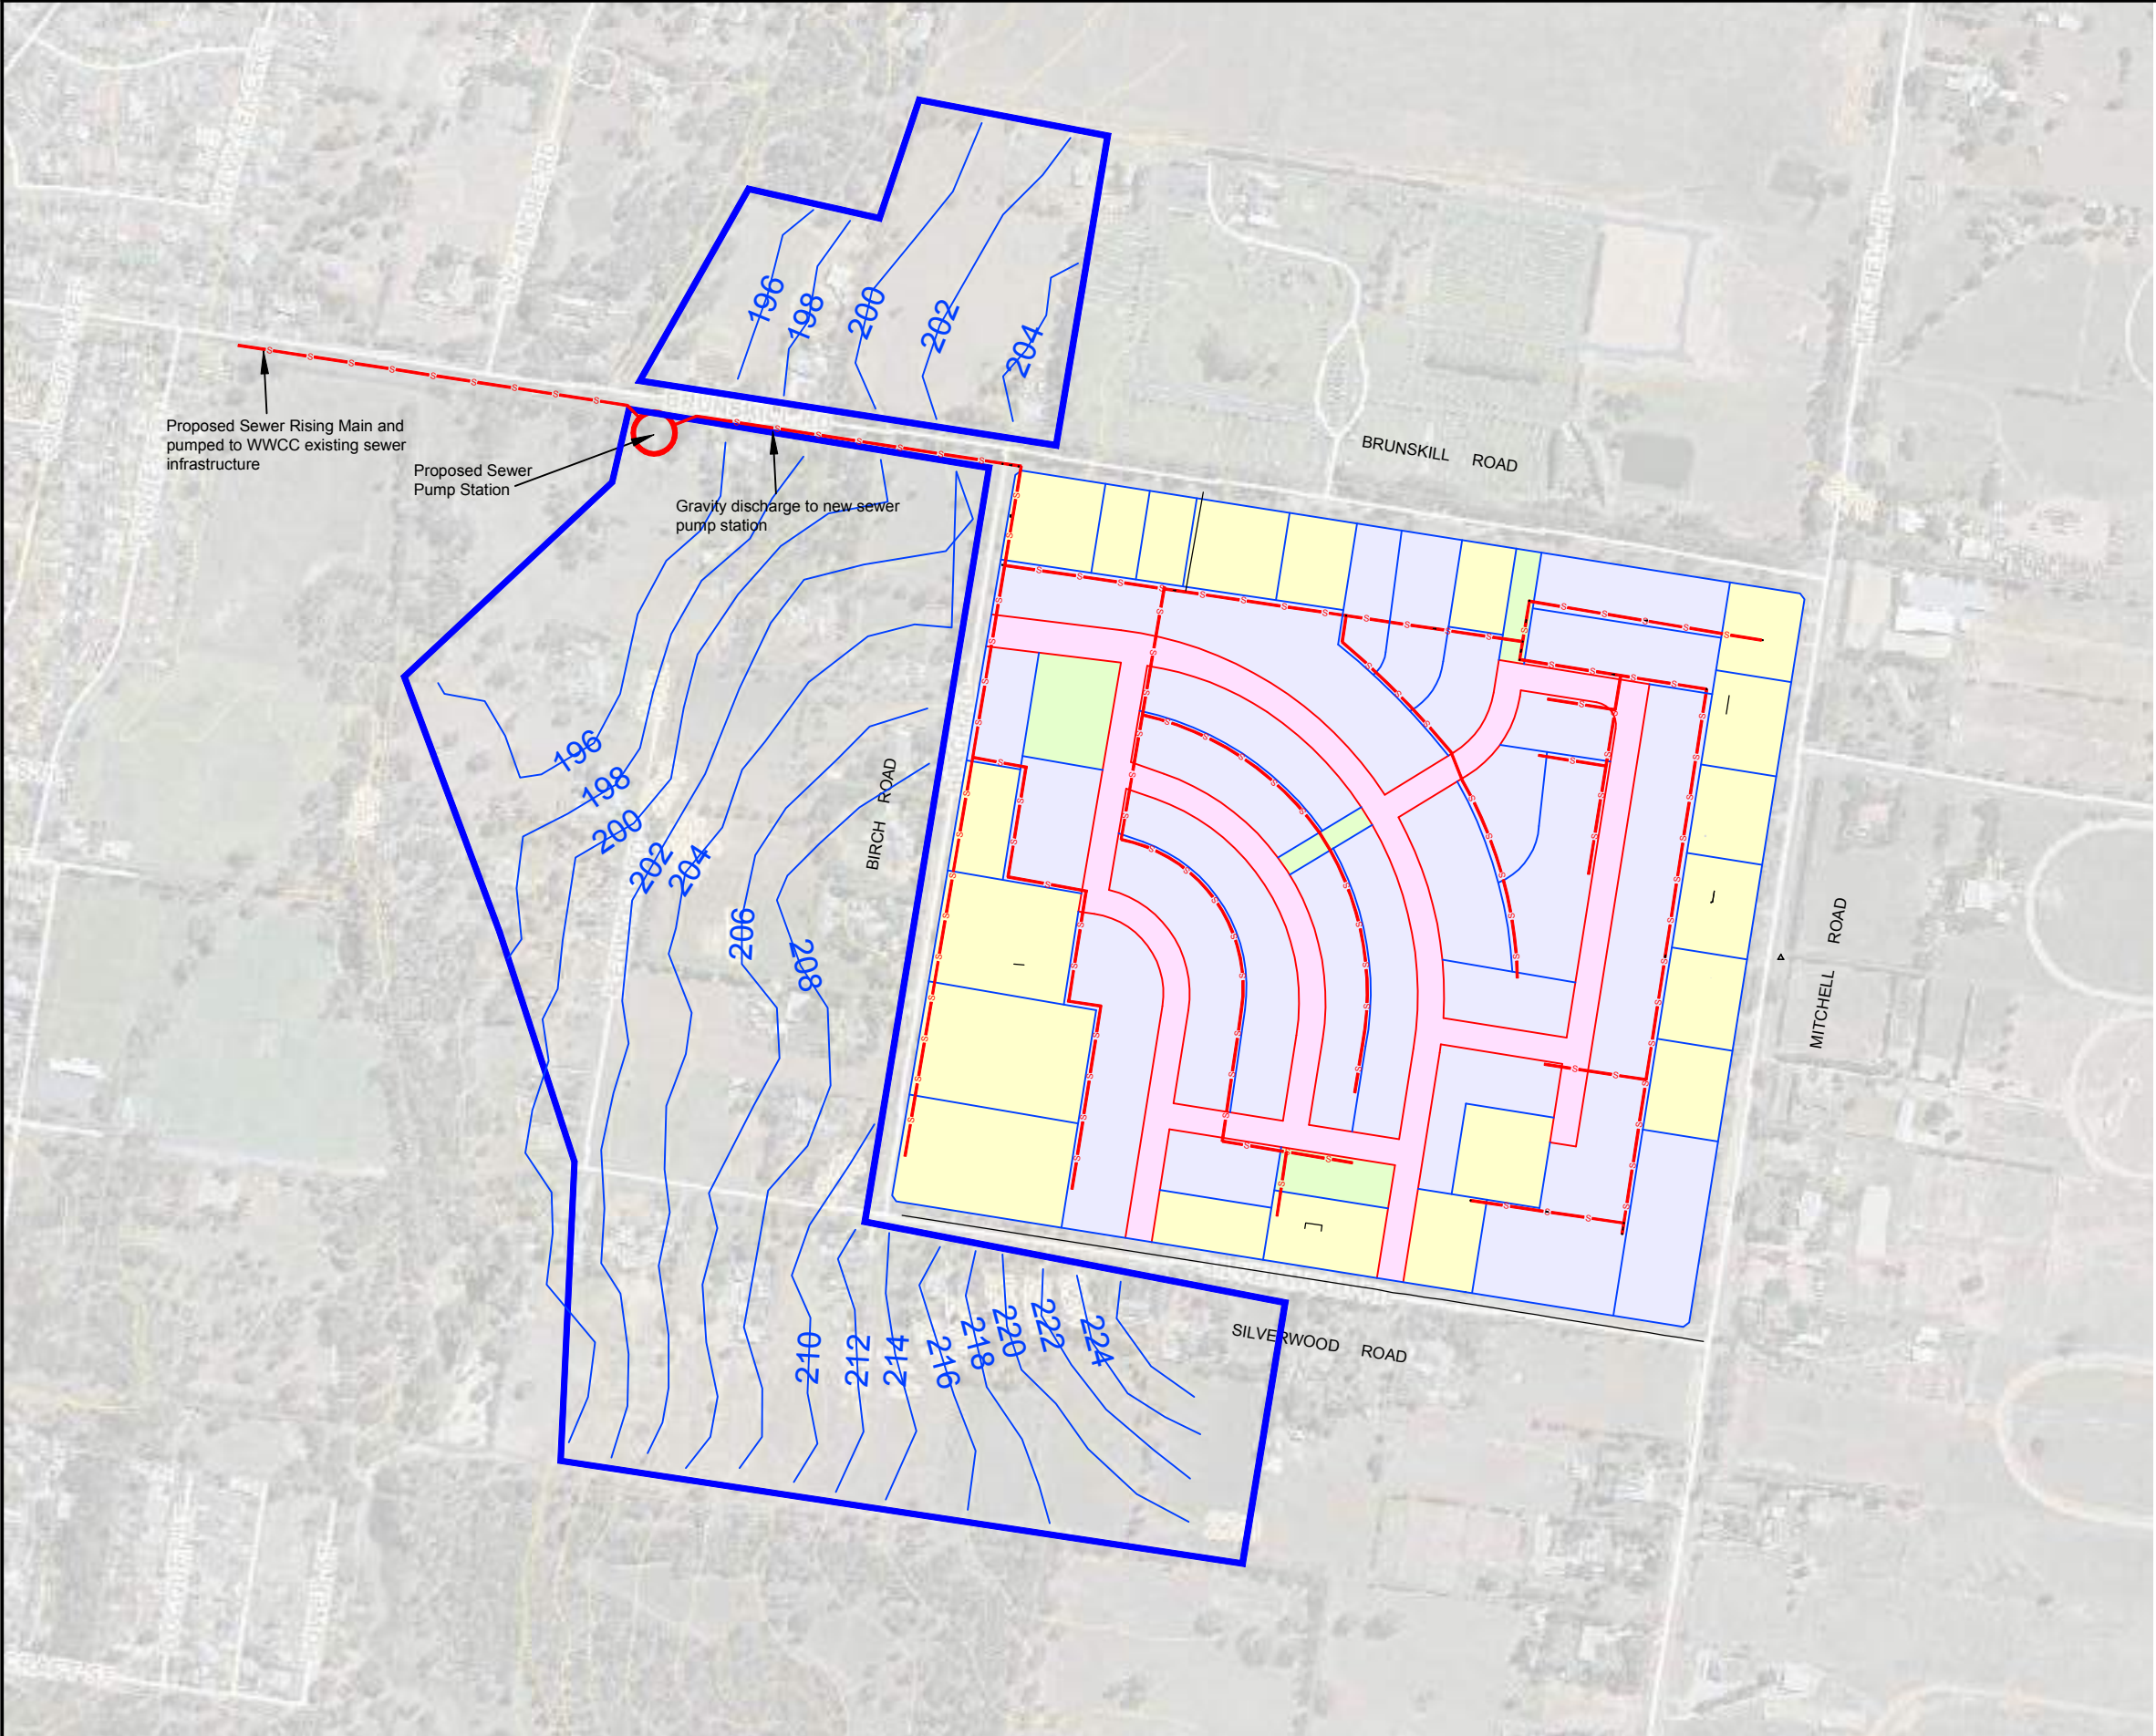 196
198
200
202
204
BRUNSKILL
Proposed Sewer Rising Main and
pumped to WWCC existing sewer
infrastructure
Proposed Sewer
Pump Station
Gravity discharge to new sewer
pump station
BRUNSKILL ROAD
196
198
200
202
204
206
208
BIRCH ROAD
MITCHELL ROAD
210
212
214
216
218
220
222
224
SILVERWOOD ROAD